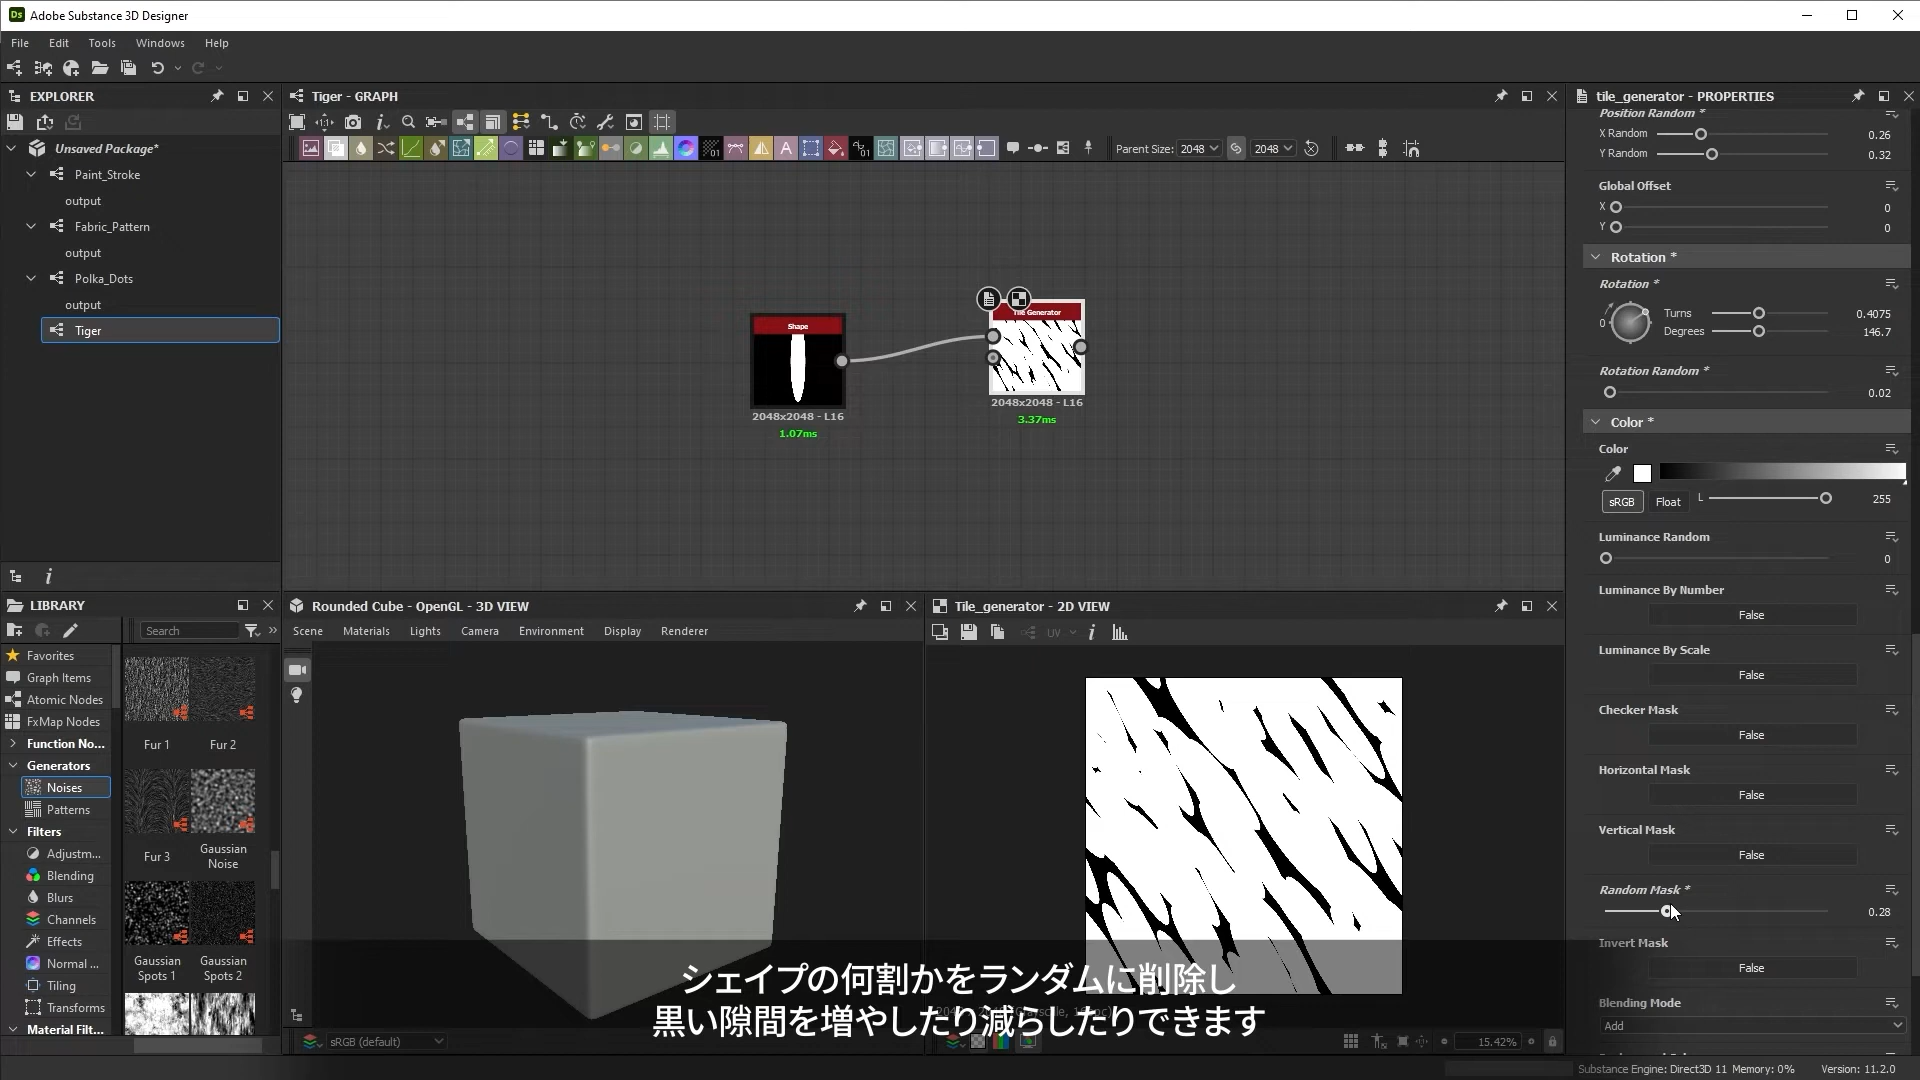 Adobe Substance 3D Designer
File Edit Tools Windows Help
EXPLORER
Unsaved Package*
Paint_Stroke
output
Fabric_Pattern
output
Polka_Dots
output
Tiger
Tiger - GRAPH
Parent Size: 2048 2048
Shape
2048x2048 - L16
1.07ms
Tile Generator
2048x2048 - L16
3.37ms
LIBRARY
Search
Favorites
Graph Items
Atomic Nodes
FxMap Nodes
Function No...
Generators
Noises
Patterns
Filters
Adjustm...
Blending
Blurs
Channels
Effects
Normal ...
Tiling
Transforms
Material Filt...
Fur 1 Fur 2
Fur 3 Gaussian Noise
Gaussian Spots 1 Gaussian Spots 2
Rounded Cube - OpenGL - 3D VIEW
Scene Materials Lights Camera Environment Display Renderer
sRGB (default)
Tile_generator - 2D VIEW
UV
15.42%
tile_generator - PROPERTIES
Position Random *
X Random 0.26
Y Random 0.32
Global Offset
X 0
Y 0
Rotation *
Rotation *
0 Turns 0.4075
Degrees 146.7
Rotation Random *
0.02
Color *
Color
sRGB Float L 255
Luminance Random
0
Luminance By Number
False
Luminance By Scale
False
Checker Mask
False
Horizontal Mask
False
Vertical Mask
False
Random Mask *
0.28
Invert Mask
False
Blending Mode
Add
シェイプの何割かをランダムに削除し
黒い隙間を増やしたり減らしたりできます
Substance Engine: Direct3D 11 Memory: 0% Version: 11.2.0